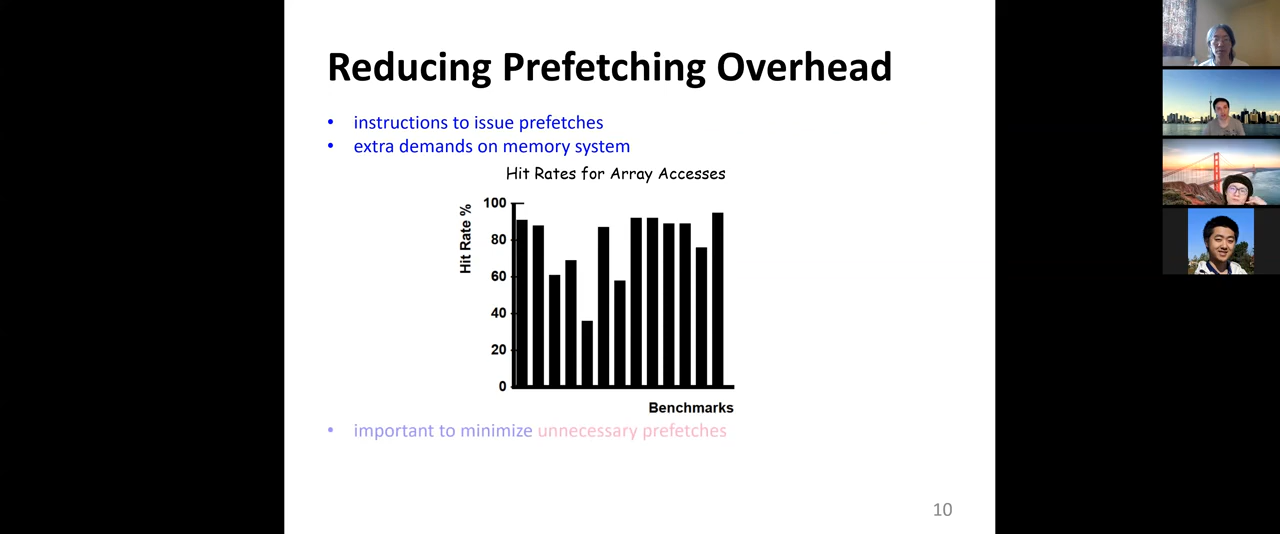 Reducing Prefetching Overhead
• instructions to issue prefetches
• extra demands on memory system
Hit Rates for Array Accesses
Hit Rate %
100
80
60
40
20
0
Benchmarks
• important to minimize unnecessary prefetches
10